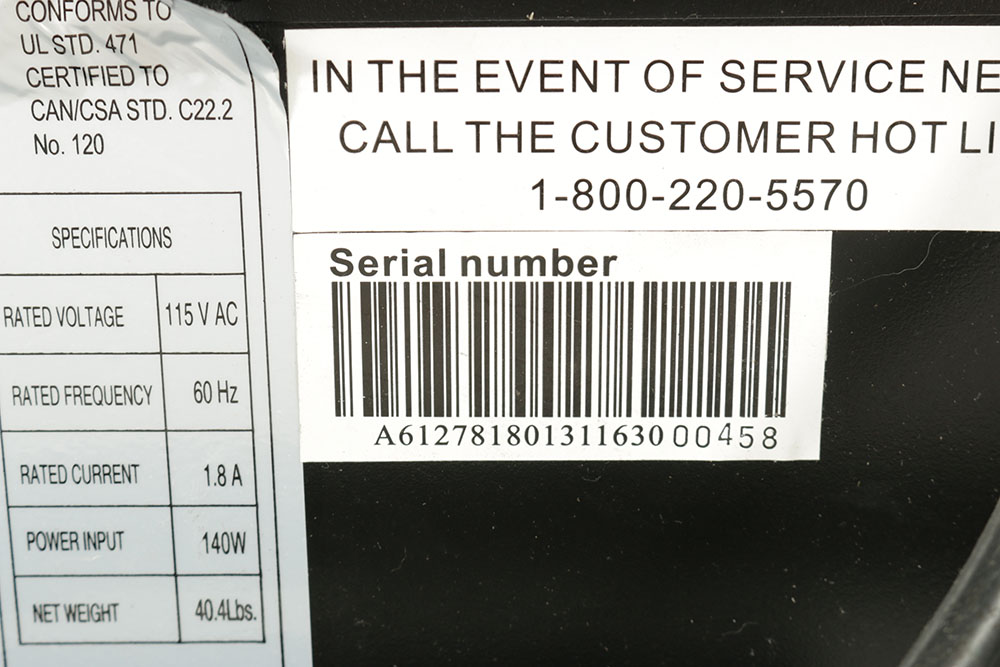 CONFORMS TO
UL STD. 471
CERTIFIED TO
CAN/CSA STD. C22.2
No. 120
SPECIFICATIONS
RATED VOLTAGE 115 V AC
RATED FREQUENCY 60 Hz
RATED CURRENT 1.8 A
POWER INPUT 140W
NET WEIGHT 40.4Lbs.
IN THE EVENT OF SERVICE NE
CALL THE CUSTOMER HOT LI
1-800-220-5570
Serial number
A61278180131163000458